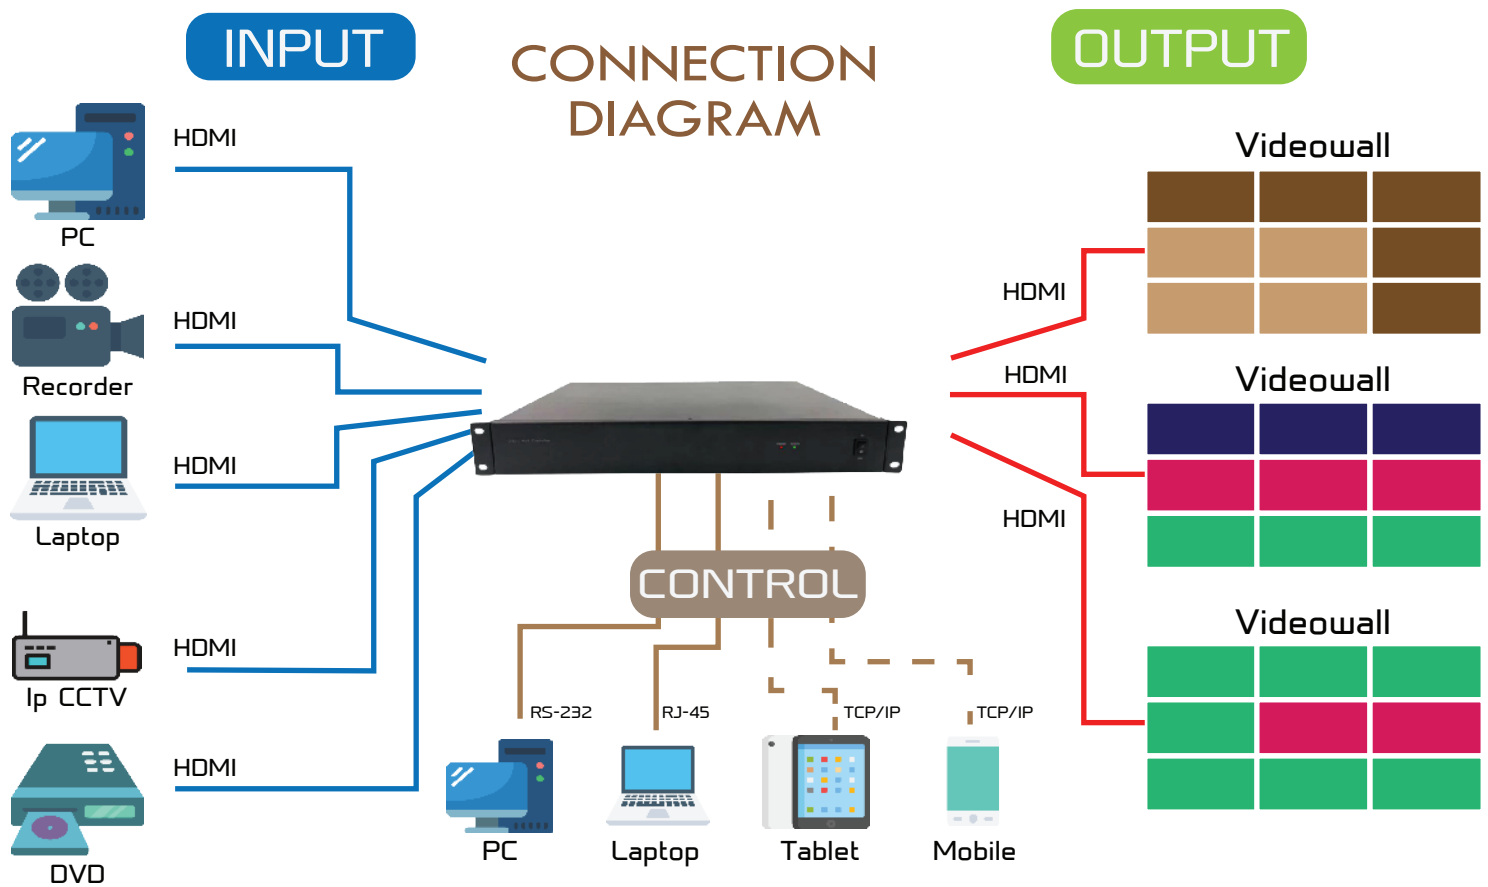 INPUT
CONNECTION
DIAGRAM
OUTPUT
HDMI
PC
HDMI
Recorder
HDMI
Laptop
HDMI
Ip CCTV
HDMI
DVD
CONTROL
RS-232
RJ-45
TCP/IP
TCP/IP
PC
Laptop
Tablet
Mobile
HDMI
HDMI
HDMI
Videowall
Videowall
Videowall